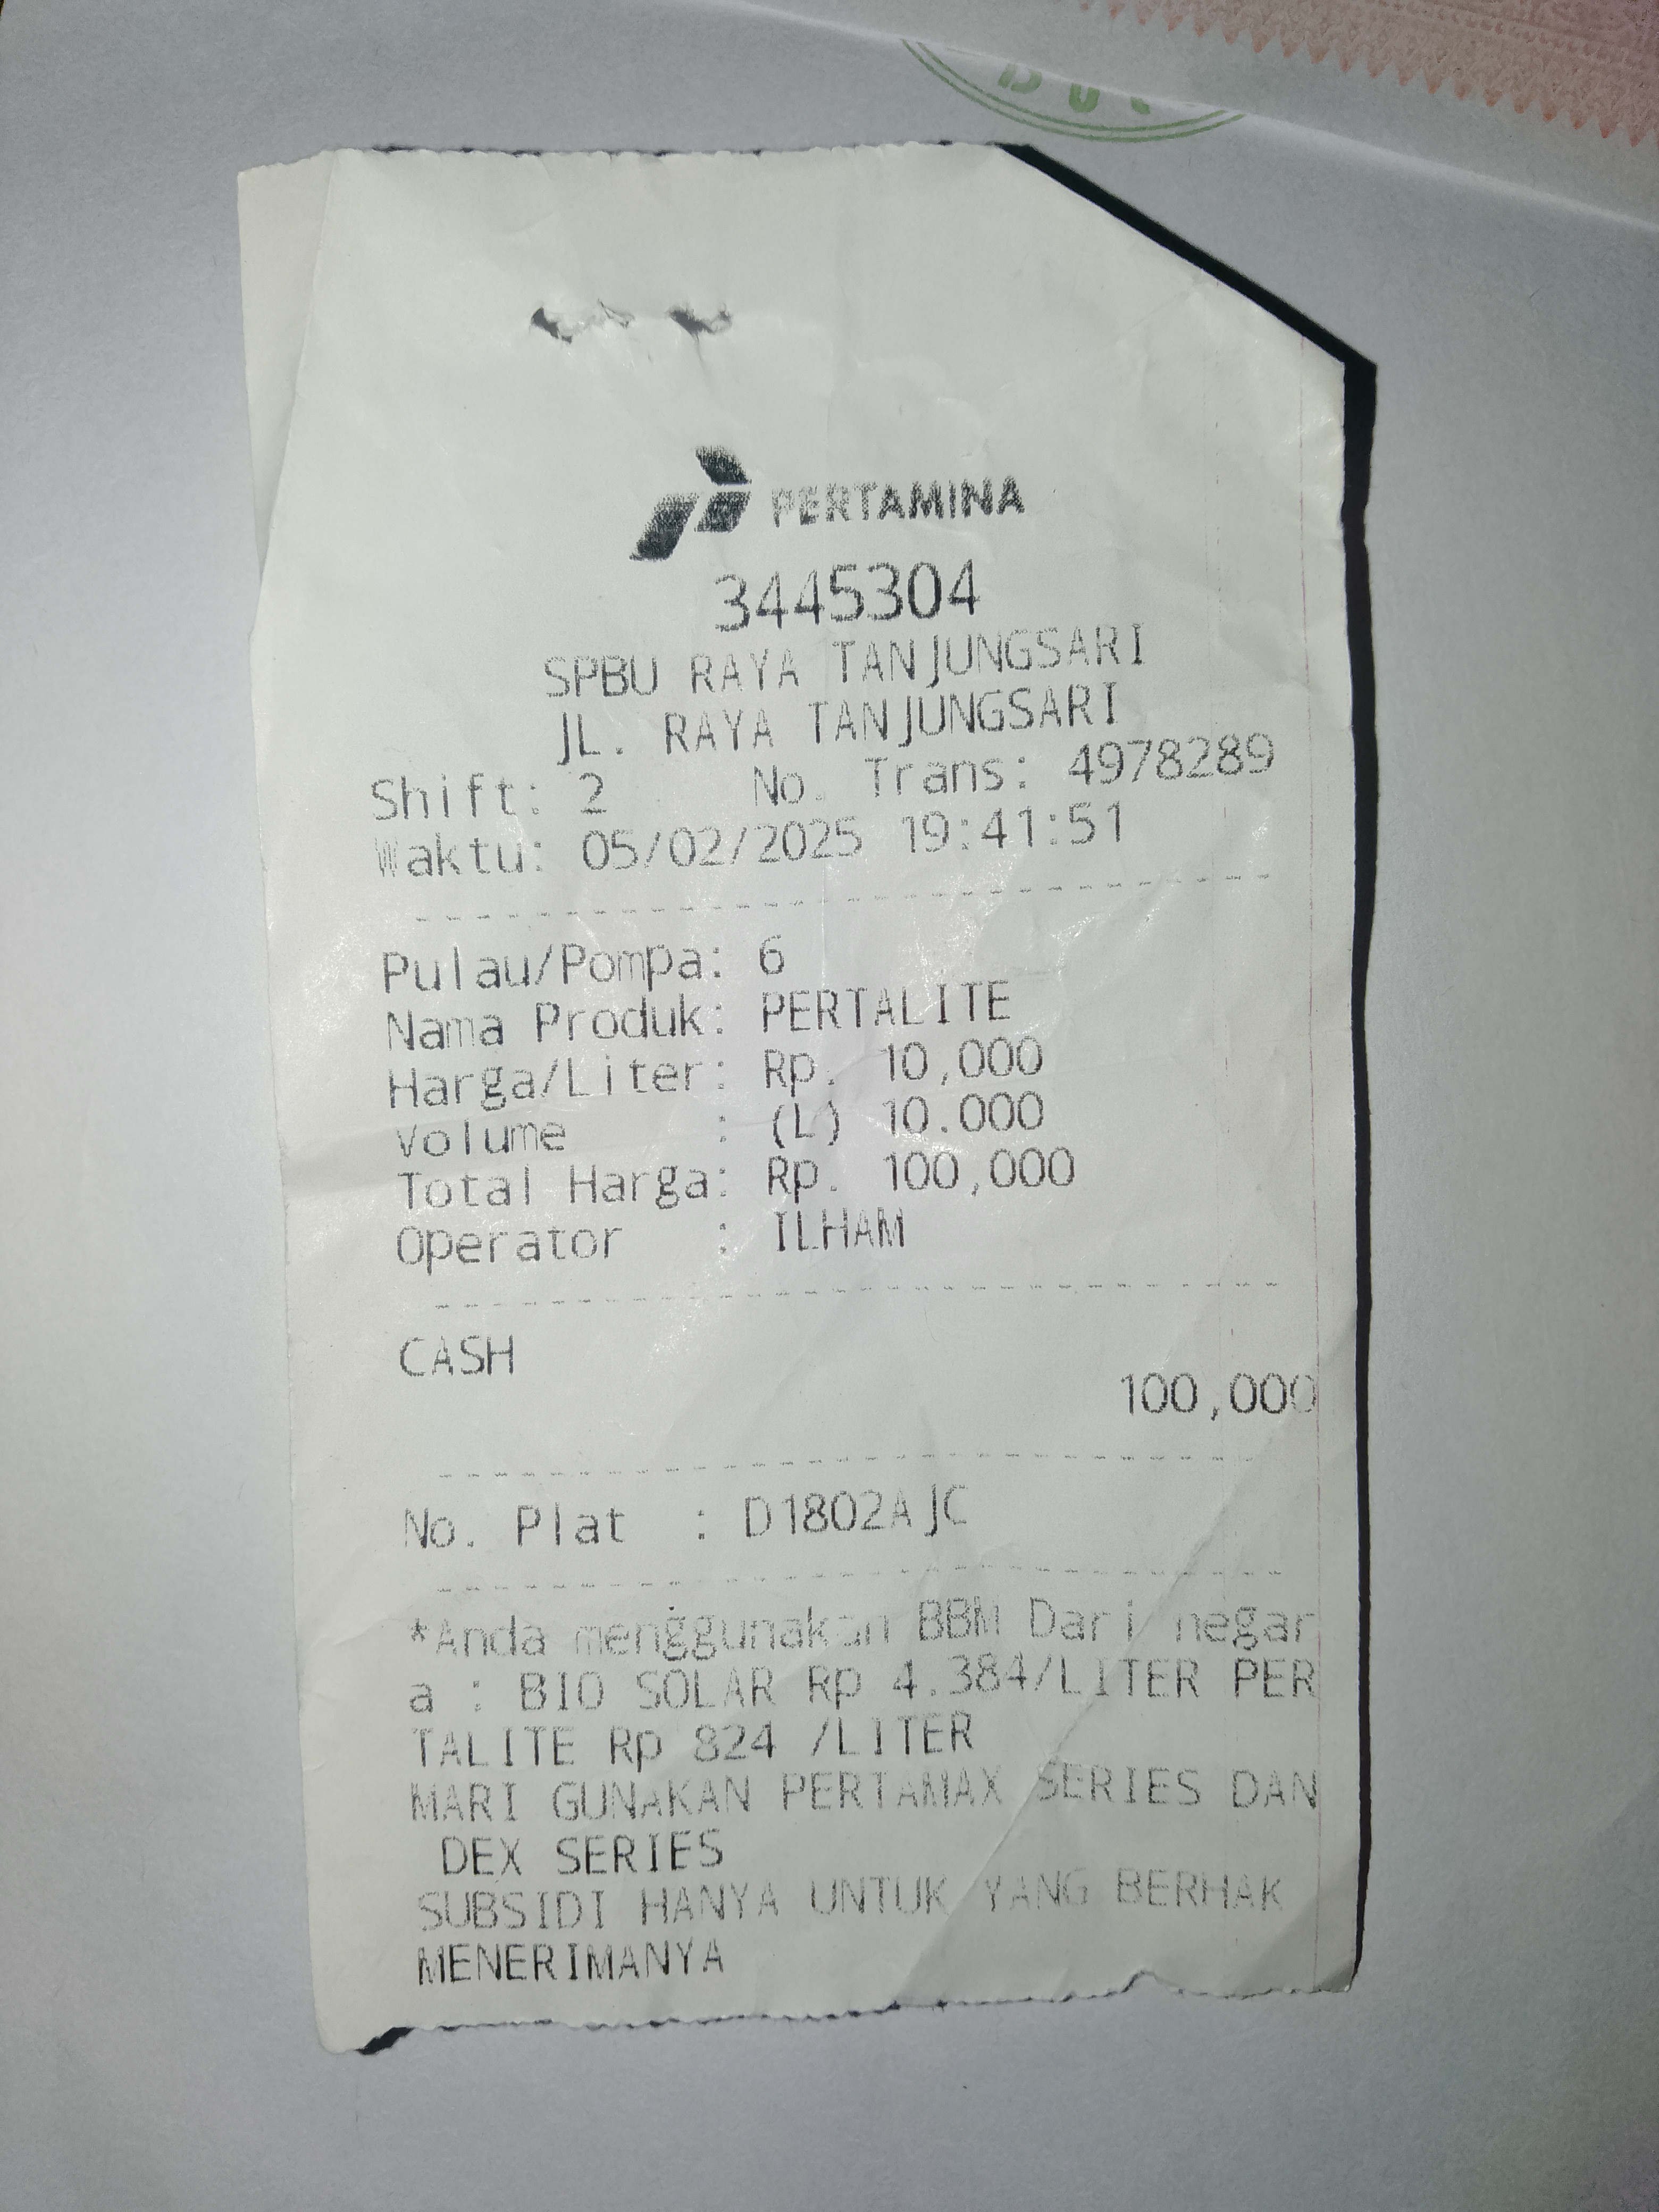 PERTAMINA
3445304
SPBU RAYA TANJUNGSARI
JL. RAYA TANJUNGSARI
Shift: 2 No. Trans: 4978289
Waktu: 05/02/2025 19:41:51
Pulau/Pompa: 6
Nama Produk: PERTALITE
Harga/Liter: Rp. 10,000
Volume : (L) 10.000
Total Harga: Rp. 100,000
Operator : ILHAM
CASH
100,000
No. Plat : D1802AJC
*Anda menggunakan BBM Dari negar
a : BIO SOLAR Rp 4.384/LITER PER
TALITE Rp 824 /LITER
MARI GUNAKAN PERTAMAX SERIES DAN
DEX SERIES
SUBSIDI HANYA UNTUK YANG BERHAK
MENERIMANYA